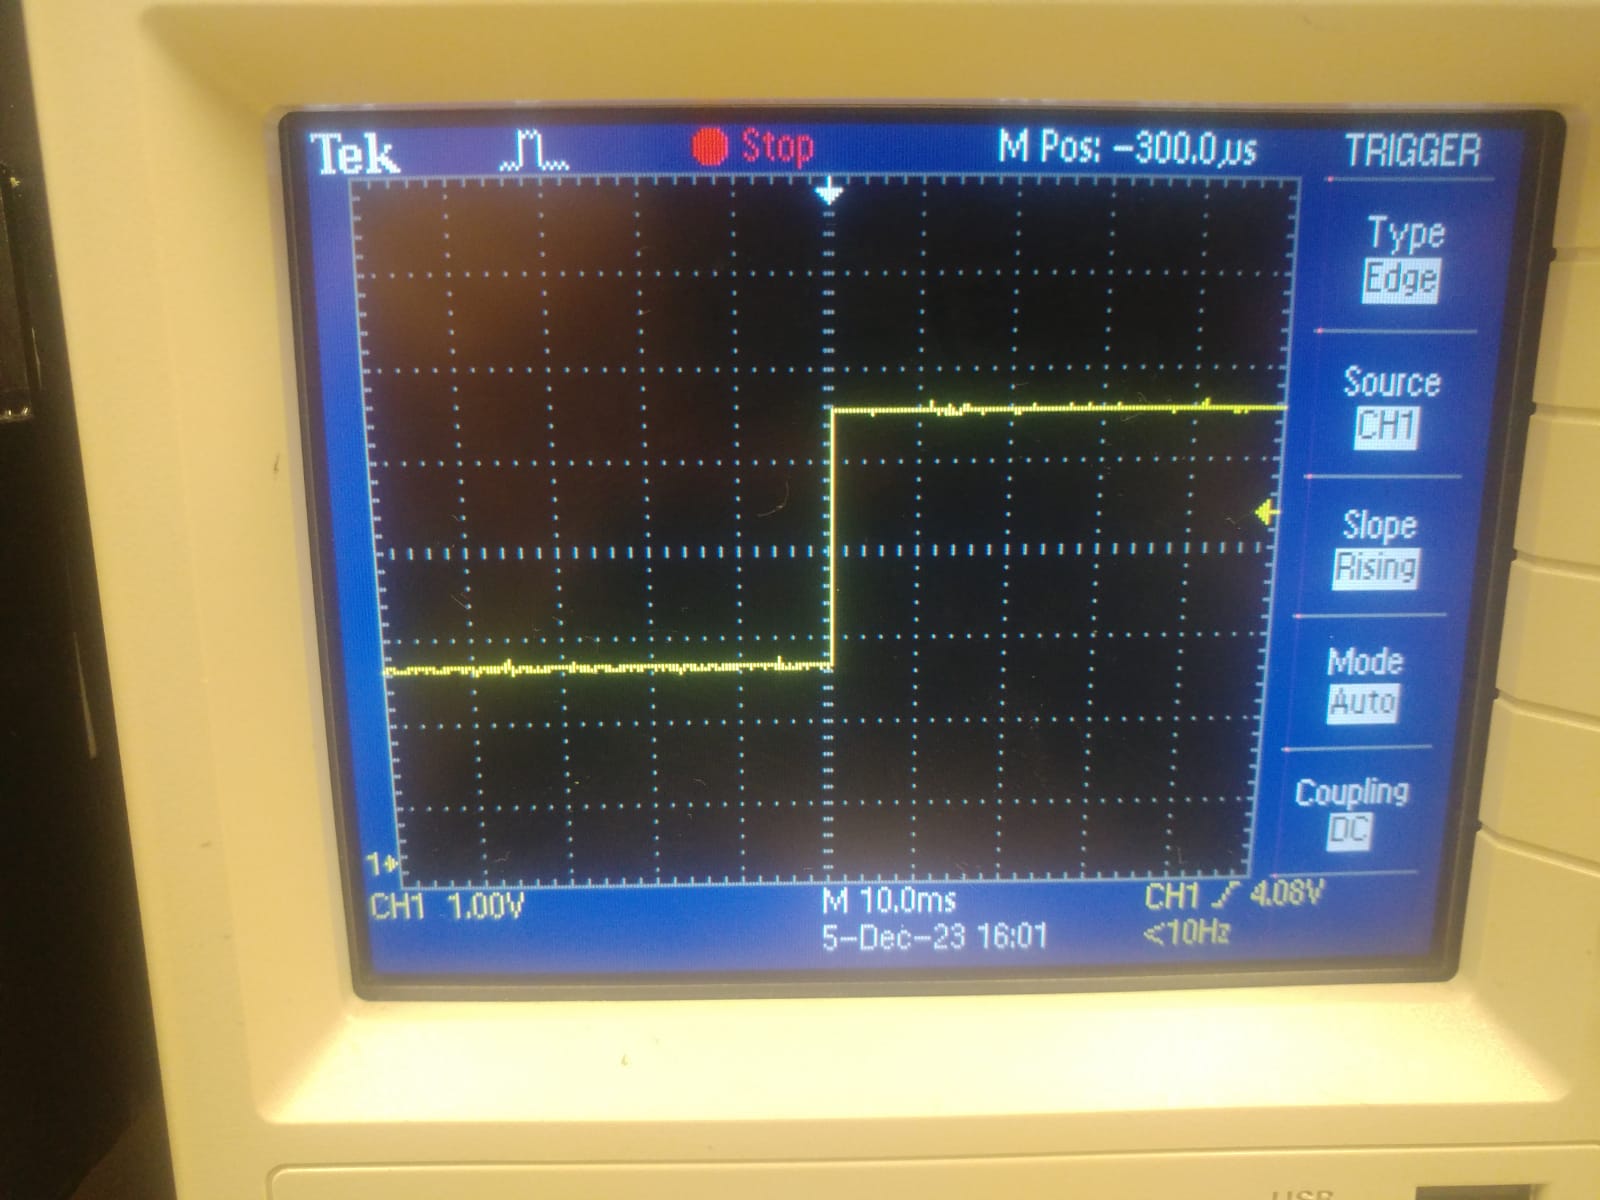 Tek Stop M Pos: -300.0µs TRIGGER
Type
Edge
Source
CH1
Slope
Rising
Mode
Auto
Coupling
DC
1
CH1 1.00V M 10.0ms CH1 4.08V
5-Dec-23 16:01 <10Hz
USB